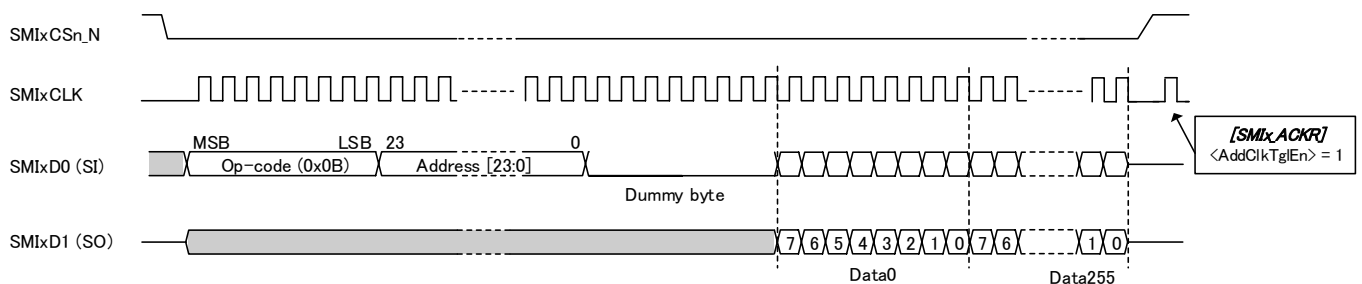 SMIxCSn_N
SMIxCLK
[SMIx_ACKR]
<AddClkTglEn> = 1
MSB LSB 23 0
SMIxD0 (SI) Op-code (0x0B) Address [23:0]
Dummy byte
SMIxD1 (SO) 7 6 5 4 3 2 1 0 7 6 1 0
Data0 Data255